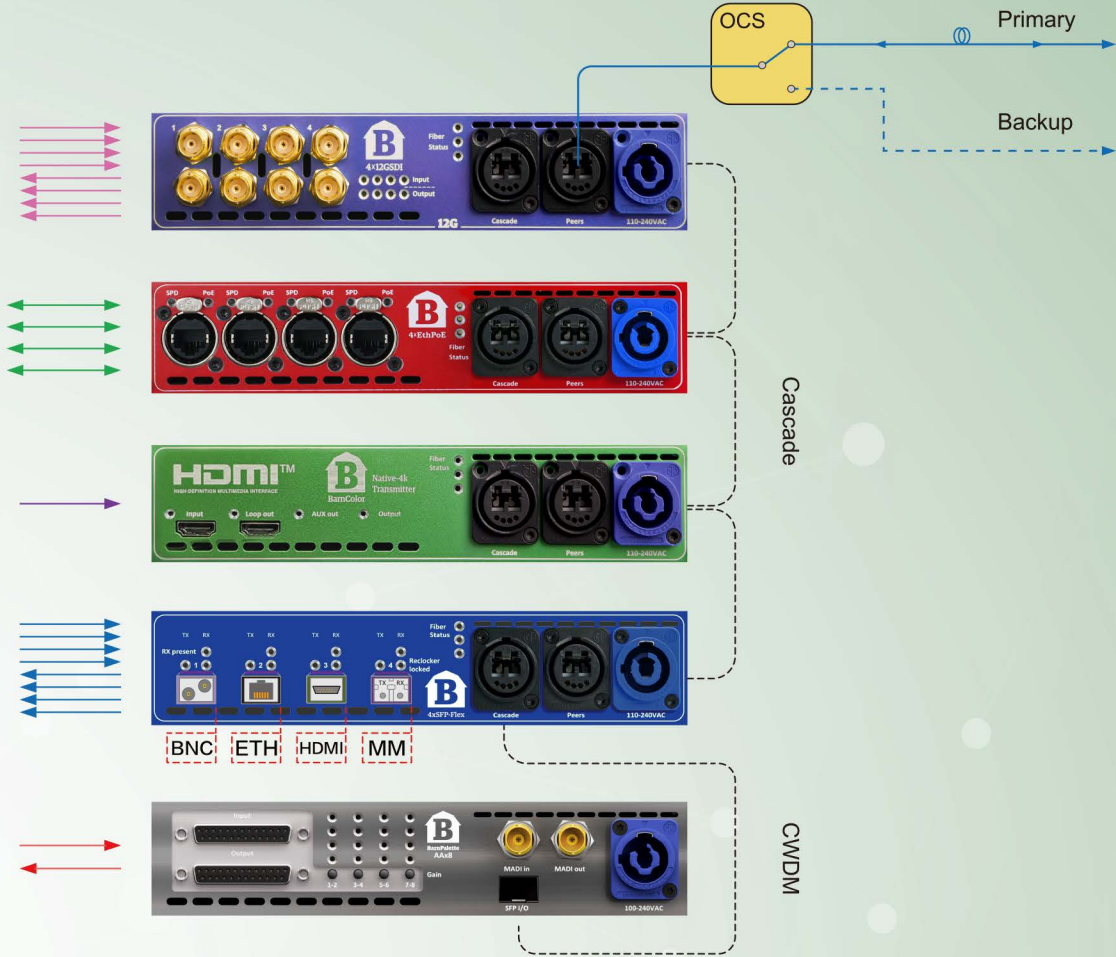 OCS
Primary
Backup
1 2 3 4
B
4×12GSDI
Input
Output
12G
Fiber
Status
Cascade
Peers
110-240VAC
SPD PoE SPD PoE SPD PoE SPD PoE
B
4×EthPoE
Fiber
Status
Cascade
Peers
110-240VAC
Cascade
HDMI™
HIGH-DEFINITION MULTIMEDIA INTERFACE
B
BarnColor
Native-4k
Transmitter
Input
Loop out
AUX out
Output
Fiber
Status
Cascade
Peers
110-240VAC
TX RX TX RX TX RX TX RX
RX present
1 2 3 4
Reclocker
locked
TX RX
Fiber
Status
B
4xSFP-Flex
Cascade
Peers
110-240VAC
BNC
ETH
HDMI
MM
CWDM
Input
Output
1-2 3-4 5-6 7-8
Gain
B
BarnPalette
AAx8
MADI in
MADI out
SFP i/O
100-240VAC